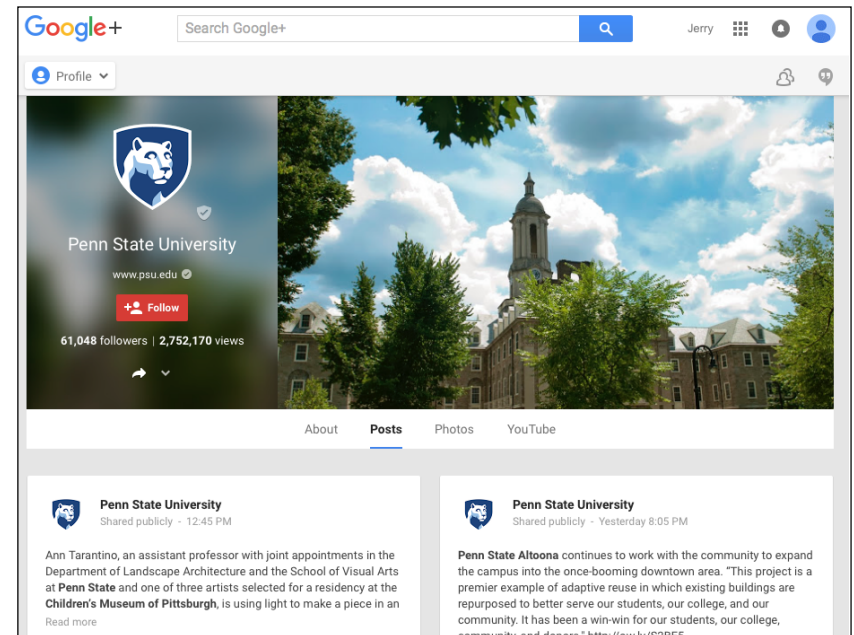 Google+
Search Google+
Jerry
Profile
Penn State University
www.psu.edu
Follow
61,048 followers | 2,752,170 views
About Posts Photos YouTube
Penn State University
Shared publicly - 12:45 PM
Ann Tarantino, an assistant professor with joint appointments in the
Department of Landscape Architecture and the School of Visual Arts
at Penn State and one of three artists selected for a residency at the
Children's Museum of Pittsburgh, is using light to make a piece in an
Read more
Penn State University
Shared publicly - Yesterday 8:05 PM
Penn State Altoona continues to work with the community to expand
the campus into the once-booming downtown area. "This project is a
premier example of adaptive reuse in which existing buildings are
repurposed to better serve our students, our college, and our
community. It has been a win-win for our students, our college,
community, and donors." http://ow.ly/